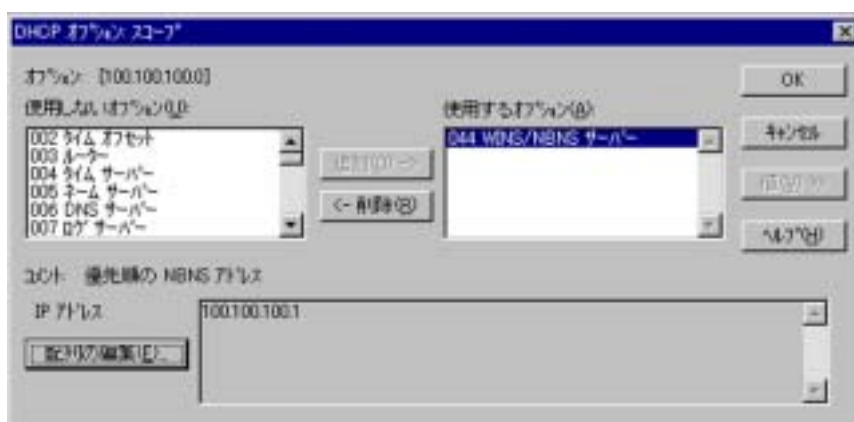 DHCP ｵﾌﾟｼｮﾝ: ｽｺｰﾌﾟ
ｵﾌﾟｼｮﾝ: [100.100.100.0]
使用しないｵﾌﾟｼｮﾝ(U):
002 ﾀｲﾑ ｵﾌｾｯﾄ
003 ﾙｰﾀｰ
004 ﾀｲﾑ ｻｰﾊﾞｰ
005 ﾈｰﾑ ｻｰﾊﾞｰ
006 DNS ｻｰﾊﾞｰ
007 ﾛｸﾞ ｻｰﾊﾞｰ
追加(D) ->
<- 削除(R)
使用するｵﾌﾟｼｮﾝ(A):
044 WINS/NBNS ｻｰﾊﾞｰ
OK
ｷｬﾝｾﾙ
値(V) >>
ﾍﾙﾌﾟ(H)
ｺﾒﾝﾄ: 優先順の NBNS ｱﾄﾞﾚｽ
IP ｱﾄﾞﾚｽ
100.100.100.1
配列の編集(E)...